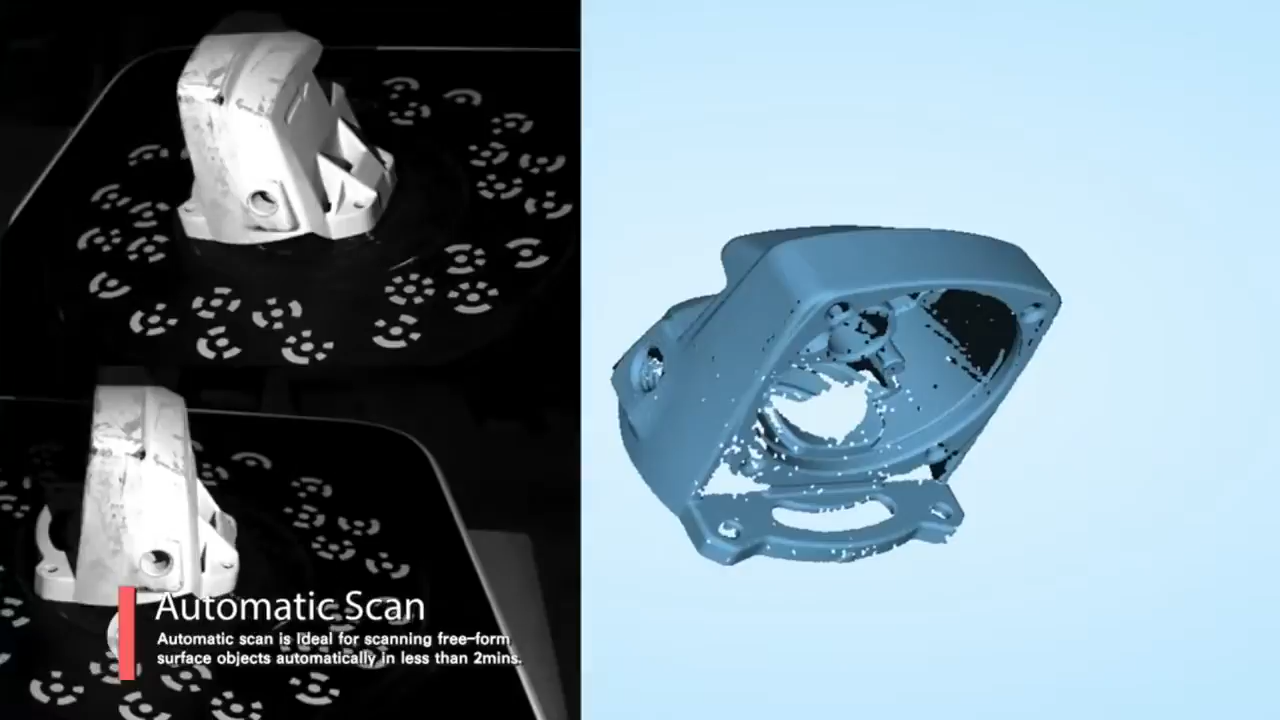 Automatic Scan
Automatic scan is ideal for scanning free-form
surface objects automatically in less than 2mins.